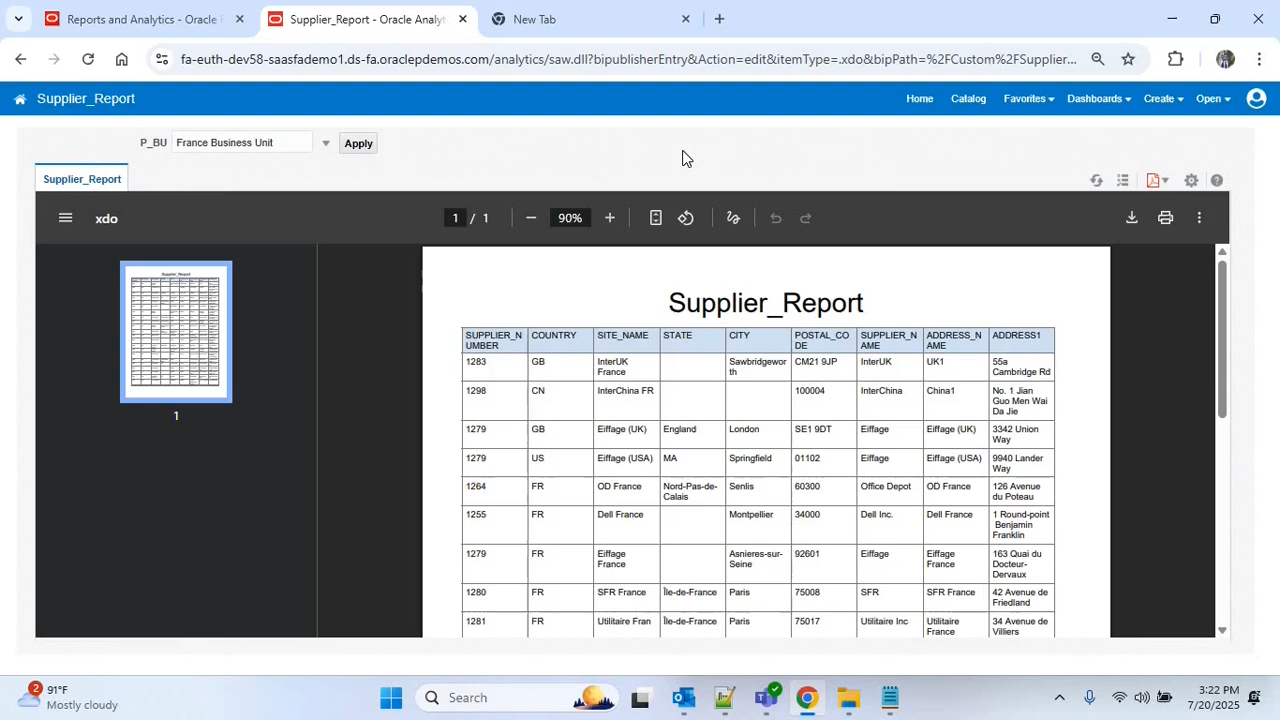 Reports and Analytics - Oracle F
Supplier_Report - Oracle Analyt
New Tab
fa-euth-dev58-saasfademo1.ds-fa.oraclepdemos.com/analytics/saw.dll?bipublisherEntry&Action=edit&itemType=.xdo&bipPath=%2FCustom%2FSupplier...
Supplier_Report
Home Catalog Favorites Dashboards Create Open
P_BU France Business Unit Apply
Supplier_Report
xdo 1 / 1 90%
Supplier_Report
SUPPLIER_NUMBER COUNTRY SITE_NAME STATE CITY POSTAL_CODE SUPPLIER_NAME ADDRESS_NAME ADDRESS1
1283 GB InterUK France Sawbridgeworth CM21 9JP InterUK UK1 55a Cambridge Rd
1298 CN InterChina FR 100004 InterChina China1 No. 1 Jian Guo Men Wai Da Jie
1279 GB Eiffage (UK) England London SE1 9DT Eiffage Eiffage (UK) 3342 Union Way
1279 US Eiffage (USA) MA Springfield 01102 Eiffage Eiffage (USA) 9940 Lander Way
1264 FR OD France Nord-Pas-de-Calais Senlis 60300 Office Depot OD France 126 Avenue du Poteau
1255 FR Dell France Montpellier 34000 Dell Inc. Dell France 1 Round-point Benjamin Franklin
1279 FR Eiffage France Asnieres-sur-Seine 92601 Eiffage Eiffage France 163 Quai du Docteur-Dervaux
1280 FR SFR France Île-de-France Paris 75008 SFR SFR France 42 Avenue de Friedland
1281 FR Utilitaire Fran Île-de-France Paris 75017 Utilitaire Inc Utilitaire France 34 Avenue de Villiers
1
2
91°F
Mostly cloudy
Search
3:22 PM
7/20/2025